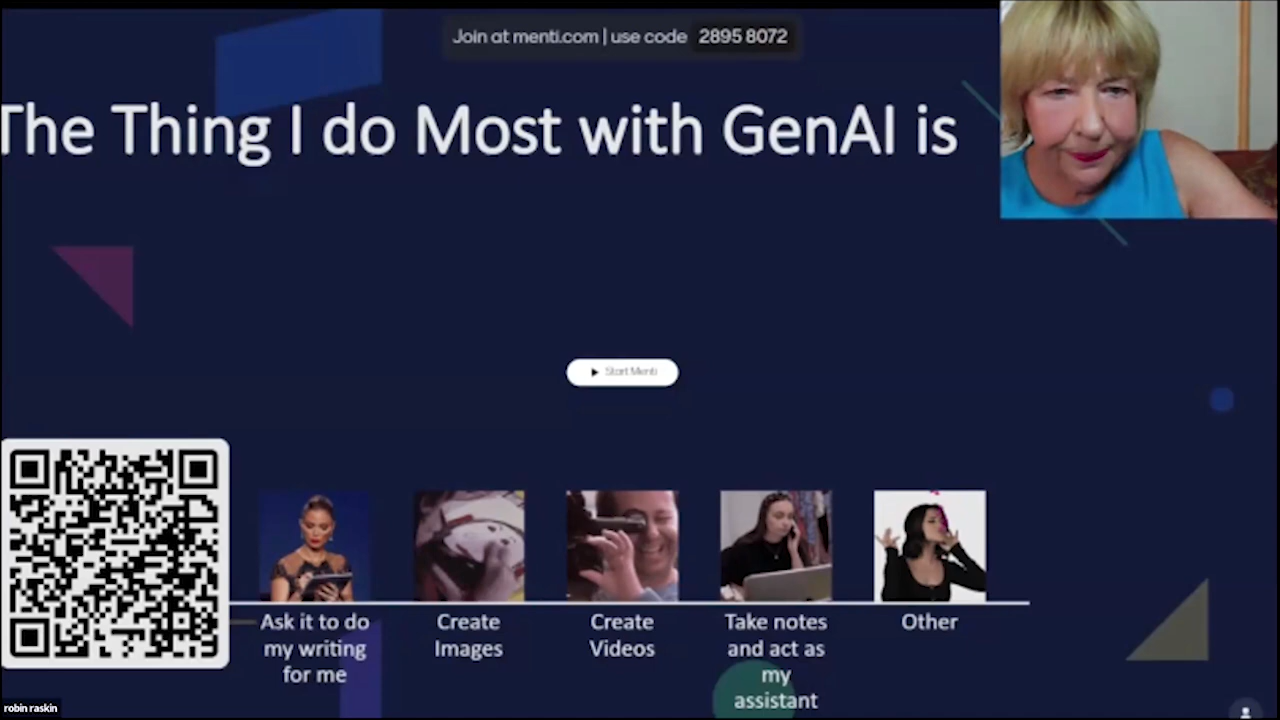 Join at menti.com | use code 2895 8072
The Thing I do Most with GenAI is
Start Menti
Ask it to do
my writing
for me
Create
Images
Create
Videos
Take notes
and act as
my
assistant
Other
robin raskin